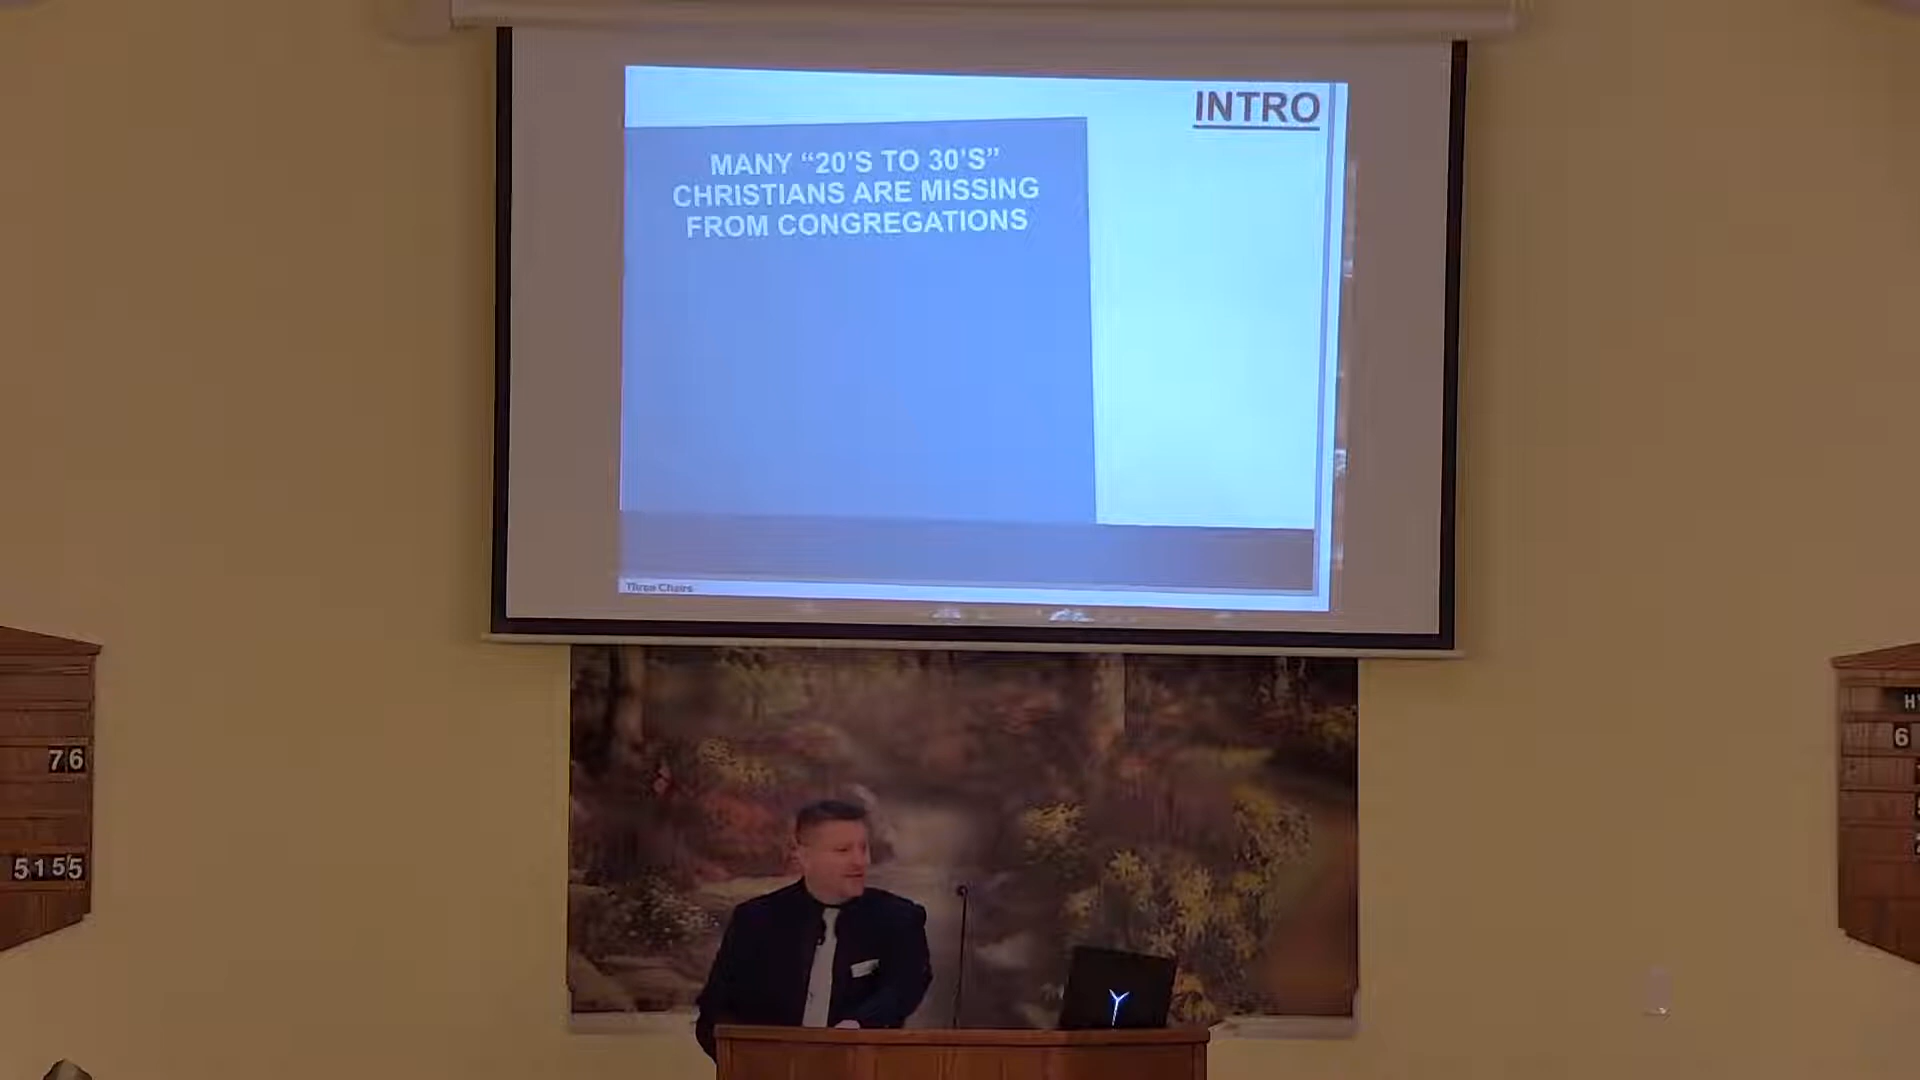 INTRO
MANY “20’S TO 30’S”
CHRISTIANS ARE MISSING
FROM CONGREGATIONS
Three Chairs
76
5155
H
6